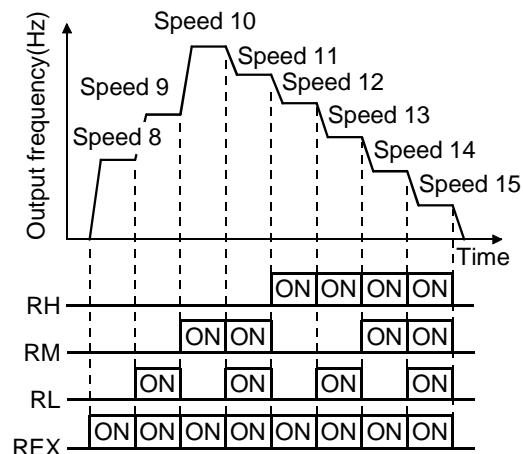 Output frequency(Hz)
Speed 10
Speed 11
Speed 9
Speed 12
Speed 13
Speed 8
Speed 14
Speed 15
Time
RH ON ON ON ON
RM ON ON ON ON
RL ON ON ON ON
REX ON ON ON ON ON ON ON ON